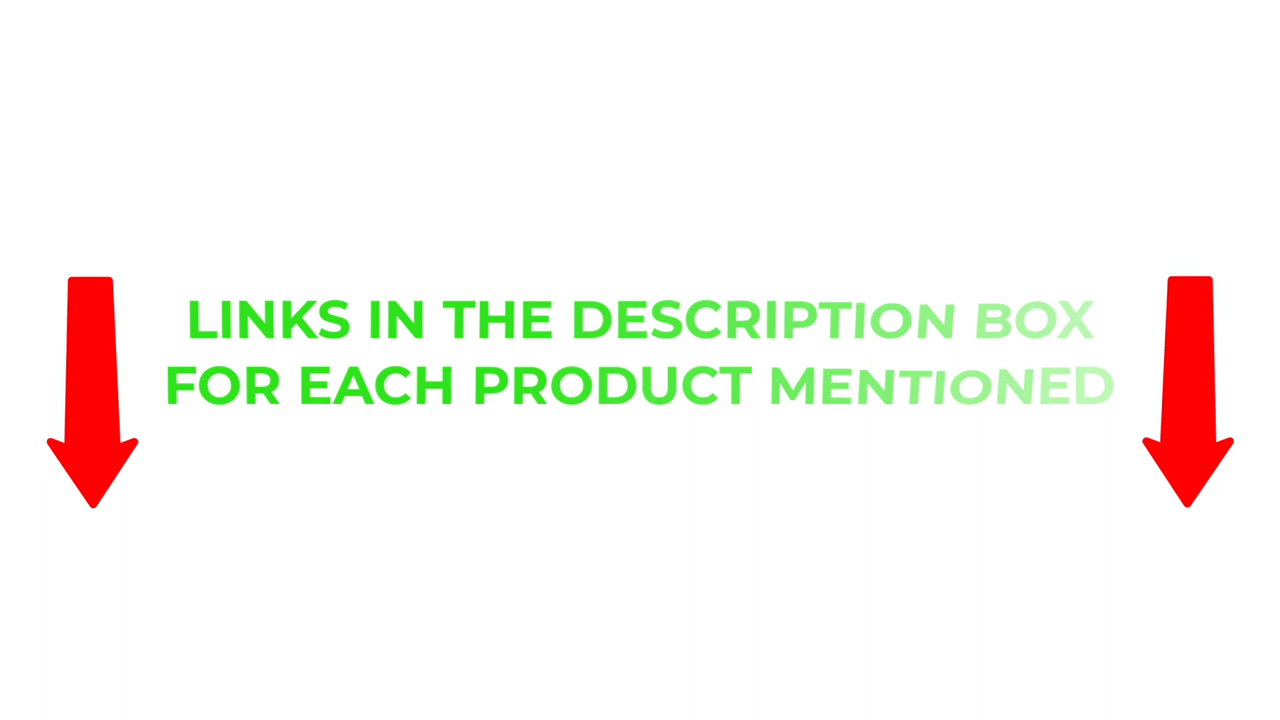 LINKS IN THE DESCRIPTION BOX
FOR EACH PRODUCT MENTIONED